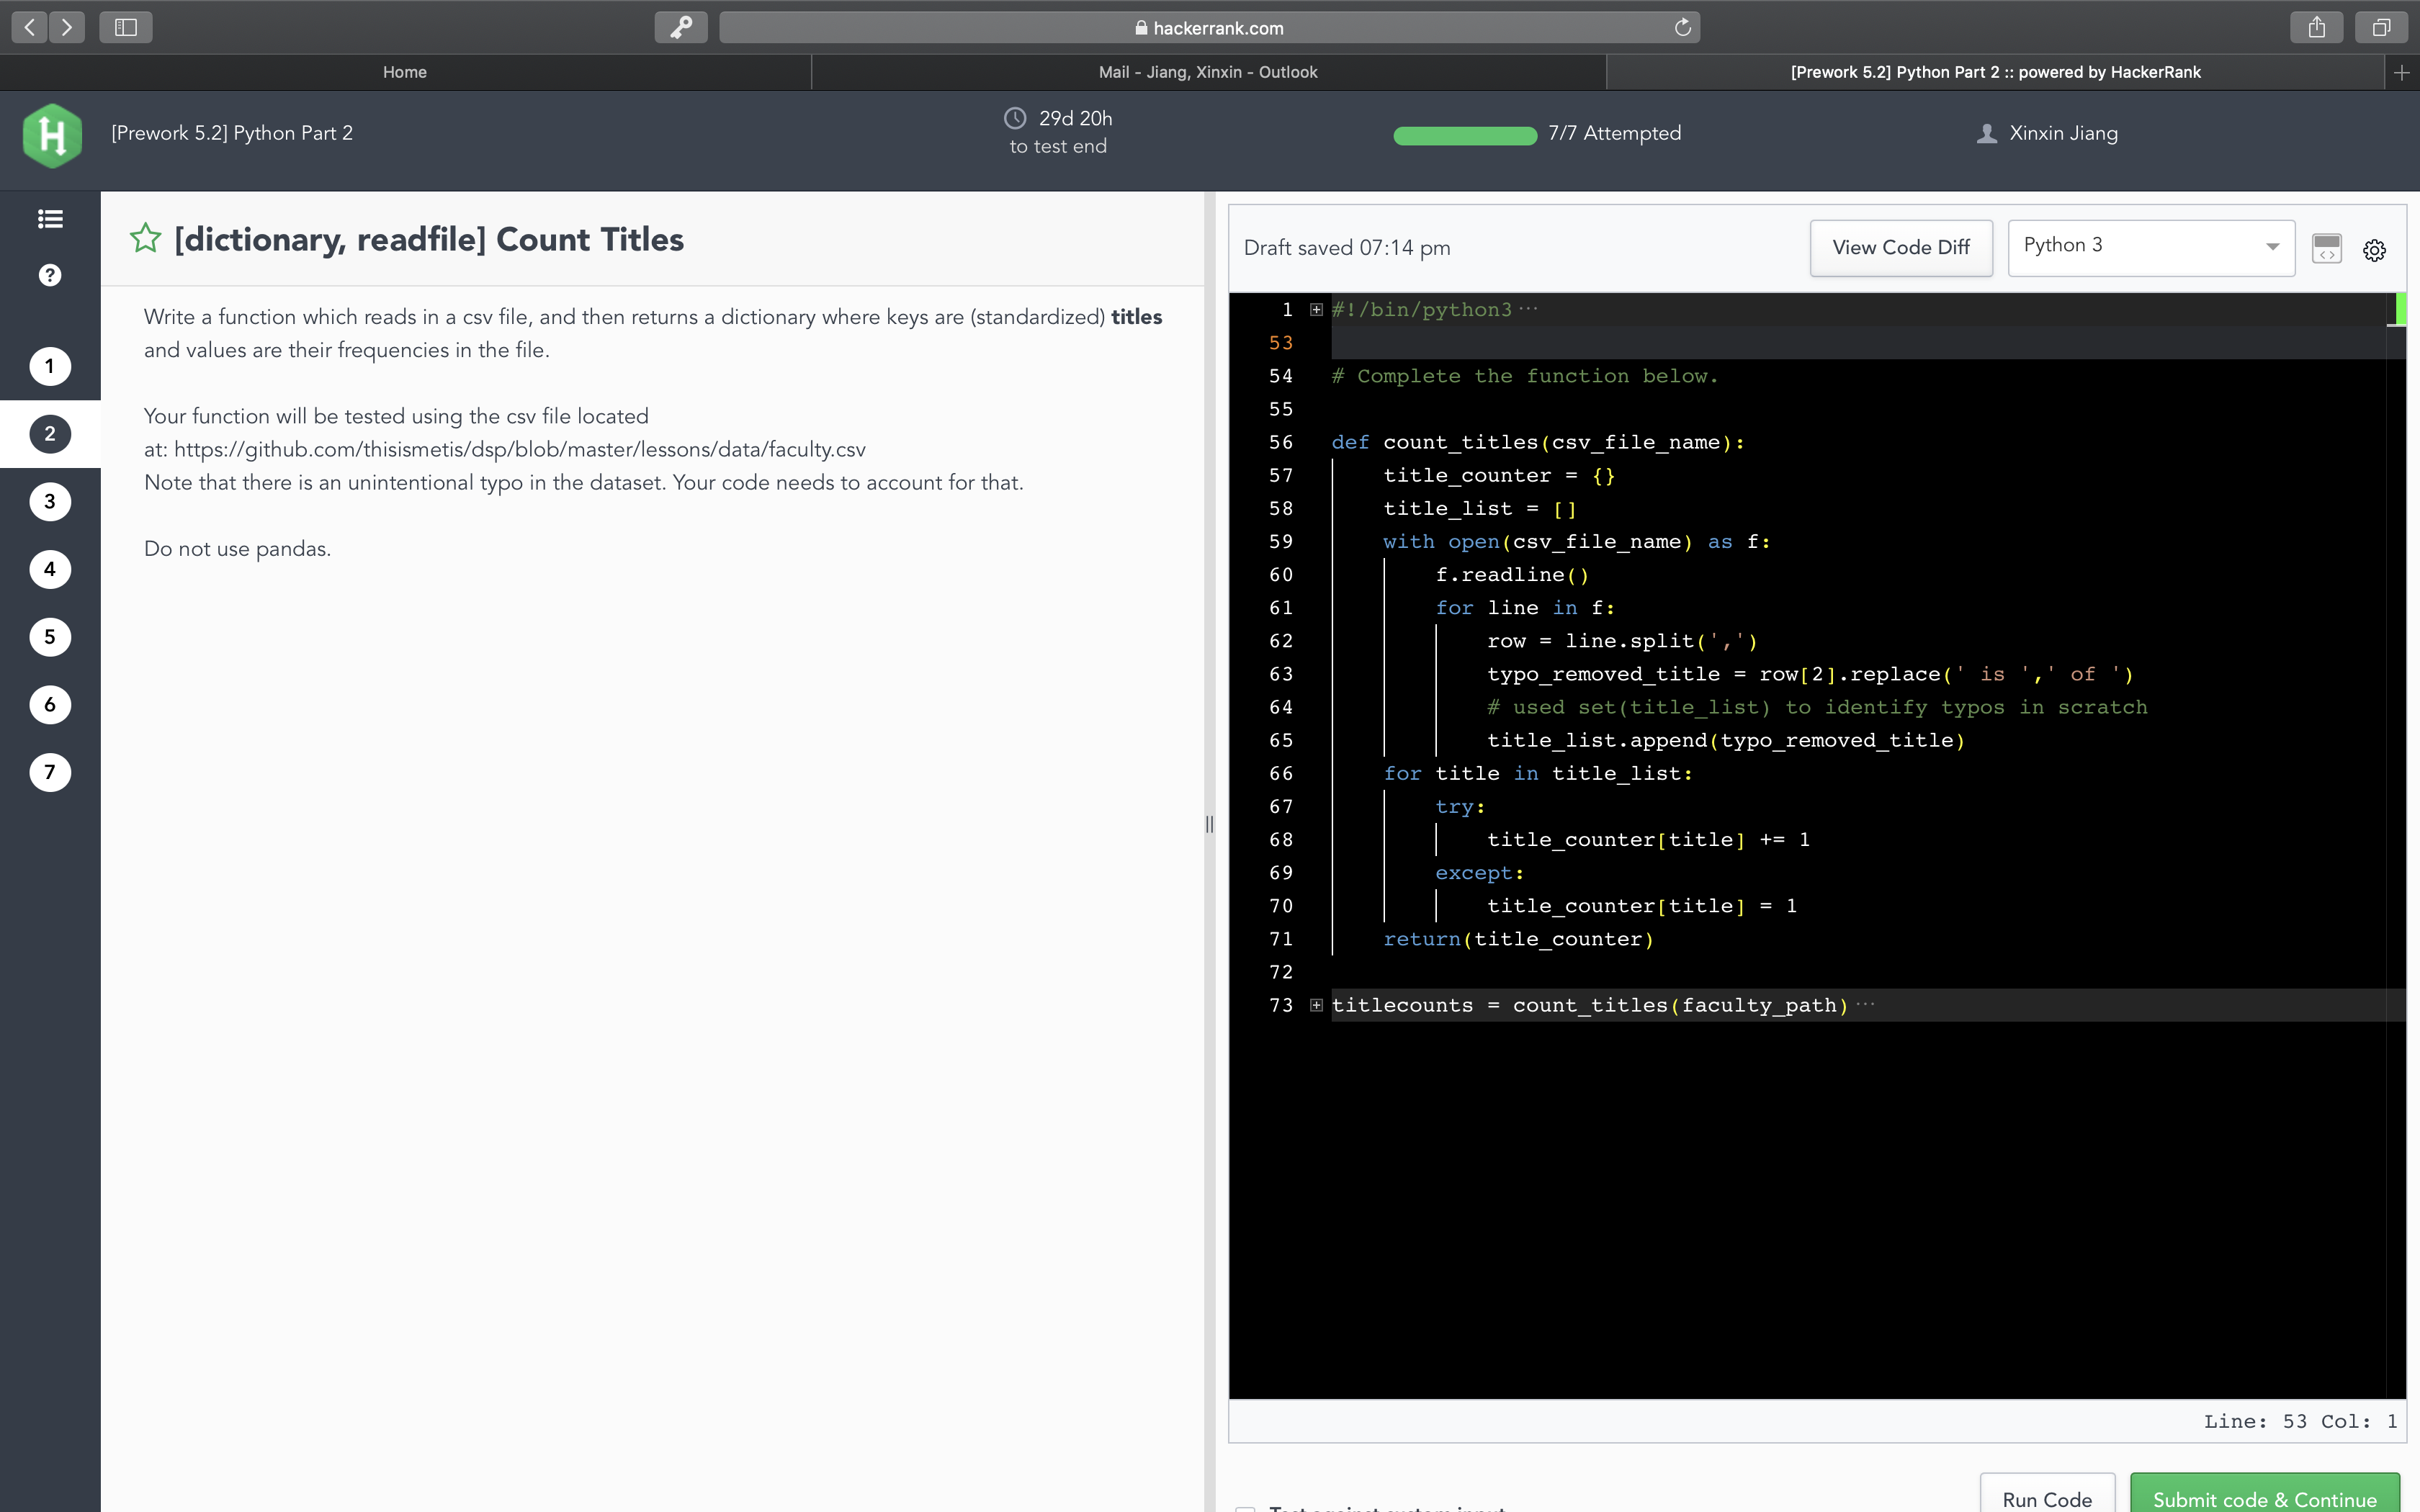 hackerrank.com
Home
Mail - Jiang, Xinxin - Outlook
[Prework 5.2] Python Part 2 :: powered by HackerRank
H
[Prework 5.2] Python Part 2
29d 20h
to test end
7/7 Attempted
Xinxin Jiang
1
2
3
4
5
6
7
[dictionary, readfile] Count Titles
Write a function which reads in a csv file, and then returns a dictionary where keys are (standardized) titles
and values are their frequencies in the file.
Your function will be tested using the csv file located
at: https://github.com/thisismetis/dsp/blob/master/lessons/data/faculty.csv
Note that there is an unintentional typo in the dataset. Your code needs to account for that.
Do not use pandas.
Draft saved 07:14 pm
View Code Diff
Python 3
1 #!/bin/python3 ···
53
54 # Complete the function below.
55
56 def count_titles(csv_file_name):
57 title_counter = {}
58 title_list = []
59 with open(csv_file_name) as f:
60 f.readline()
61 for line in f:
62 row = line.split(',')
63 typo_removed_title = row[2].replace(' is ',' of ')
64 # used set(title_list) to identify typos in scratch
65 title_list.append(typo_removed_title)
66 for title in title_list:
67 try:
68 title_counter[title] += 1
69 except:
70 title_counter[title] = 1
71 return(title_counter)
72
73 titlecounts = count_titles(faculty_path) ···
Line: 53 Col: 1
Test against custom input
Run Code
Submit code & Continue